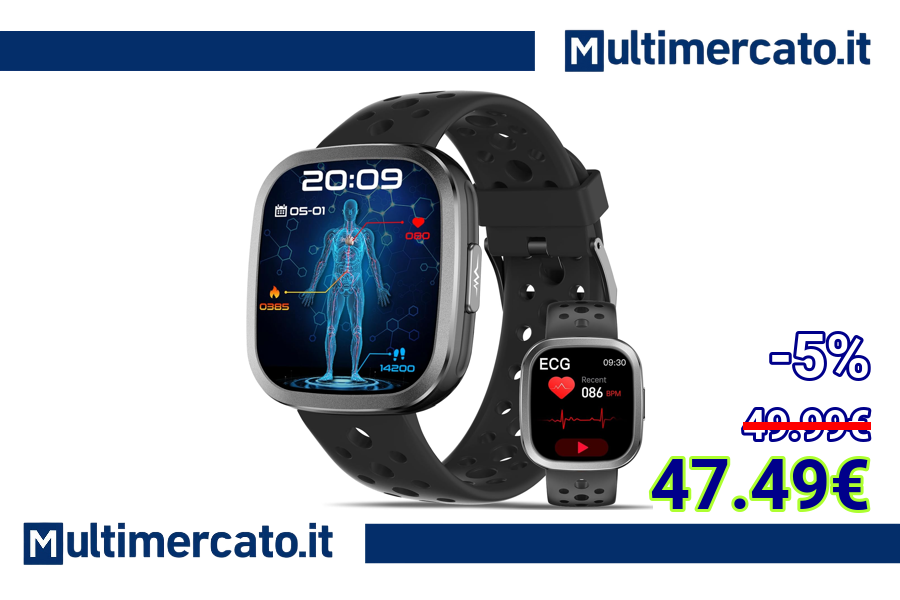 Multimercato.it
20:09
05-01
080
0385
14200
ECG
09:30
Recent
086 BPM
-5%
49.99€
47.49€
Multimercato.it